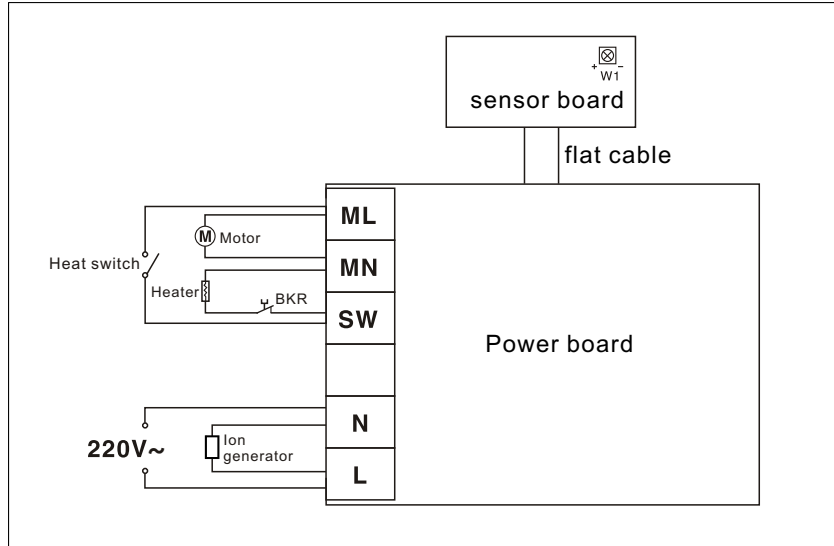 + -
W1
sensor board
flat cable
ML
M Motor
Heat switch
MN
Heater
BKR
SW
Power board
N
220V~
Ion
generator
L